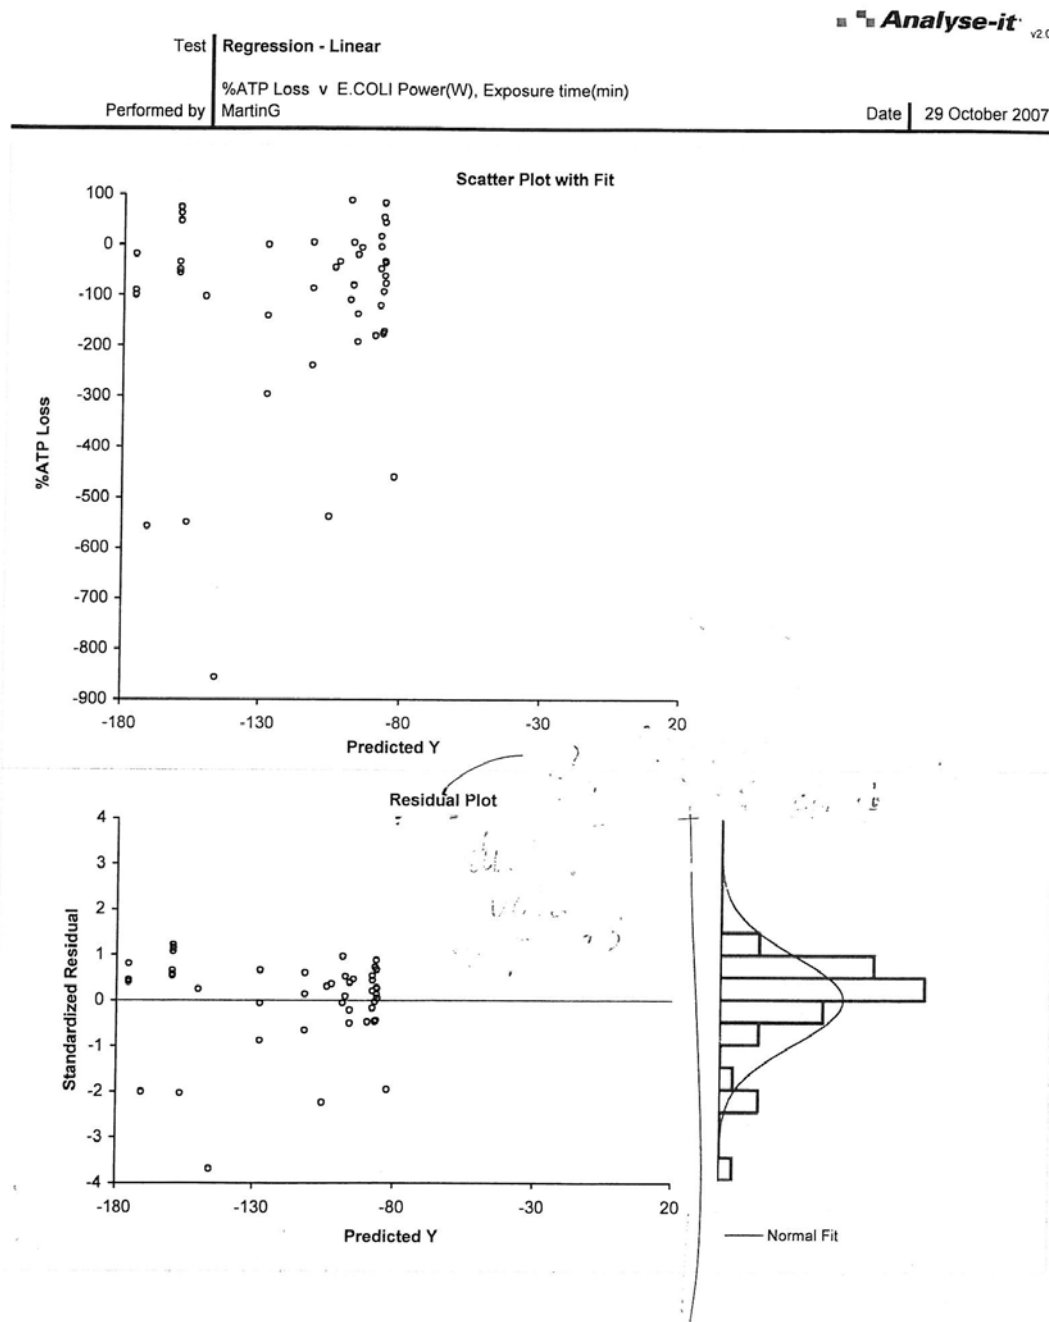 Analyse-it v2.0
Test Regression - Linear
%ATP Loss v E.COLI Power(W), Exposure time(min)
Performed by MartinG
Date 29 October 2007
Scatter Plot with Fit
100
0
-100
-200
-300
-400
-500
-600
-700
-800
-900
%ATP Loss
-180 -130 -80 -30 20
Predicted Y
Residual Plot
4
3
2
1
0
-1
-2
-3
-4
Standardized Residual
-180 -130 -80 -30 20
Predicted Y
Normal Fit